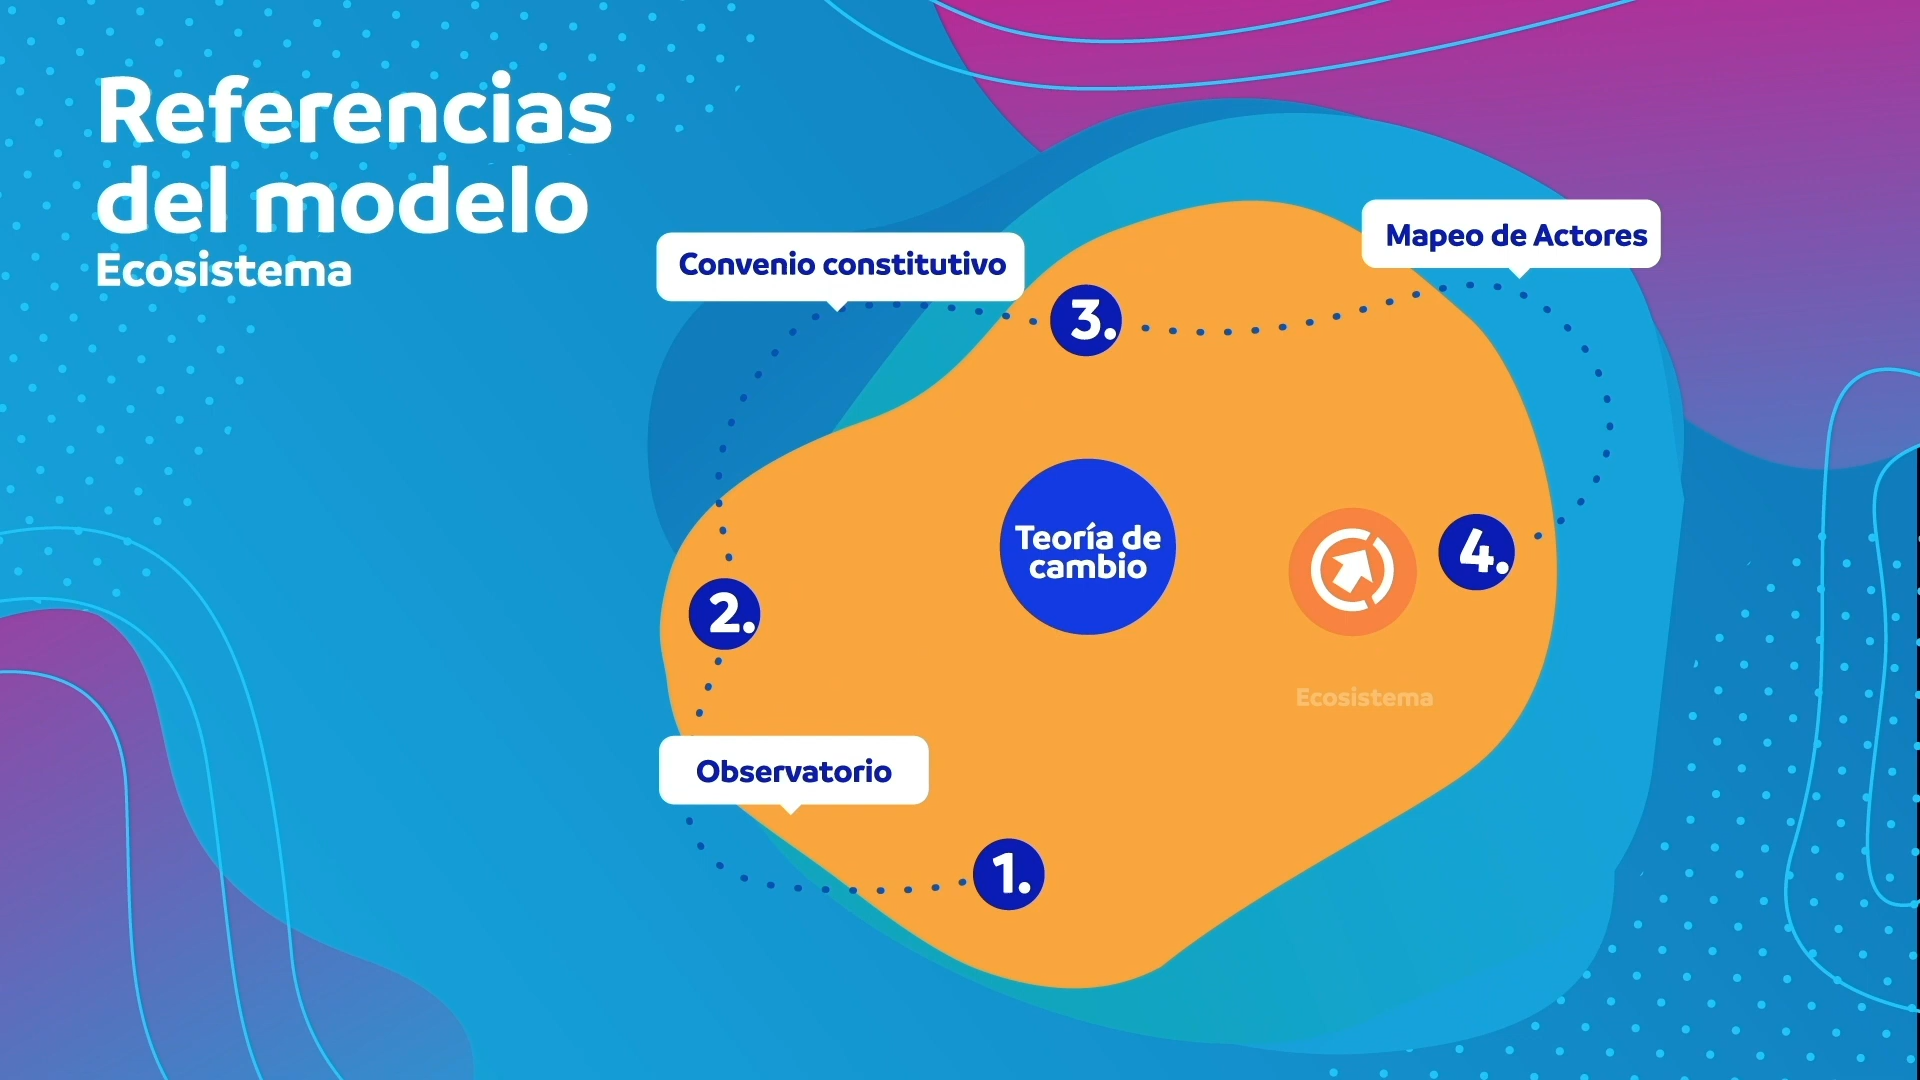 Referencias
del modelo
Ecosistema
Convenio constitutivo
Mapeo de Actores
3.
Teoría de
cambio
4.
2.
Ecosistema
Observatorio
1.